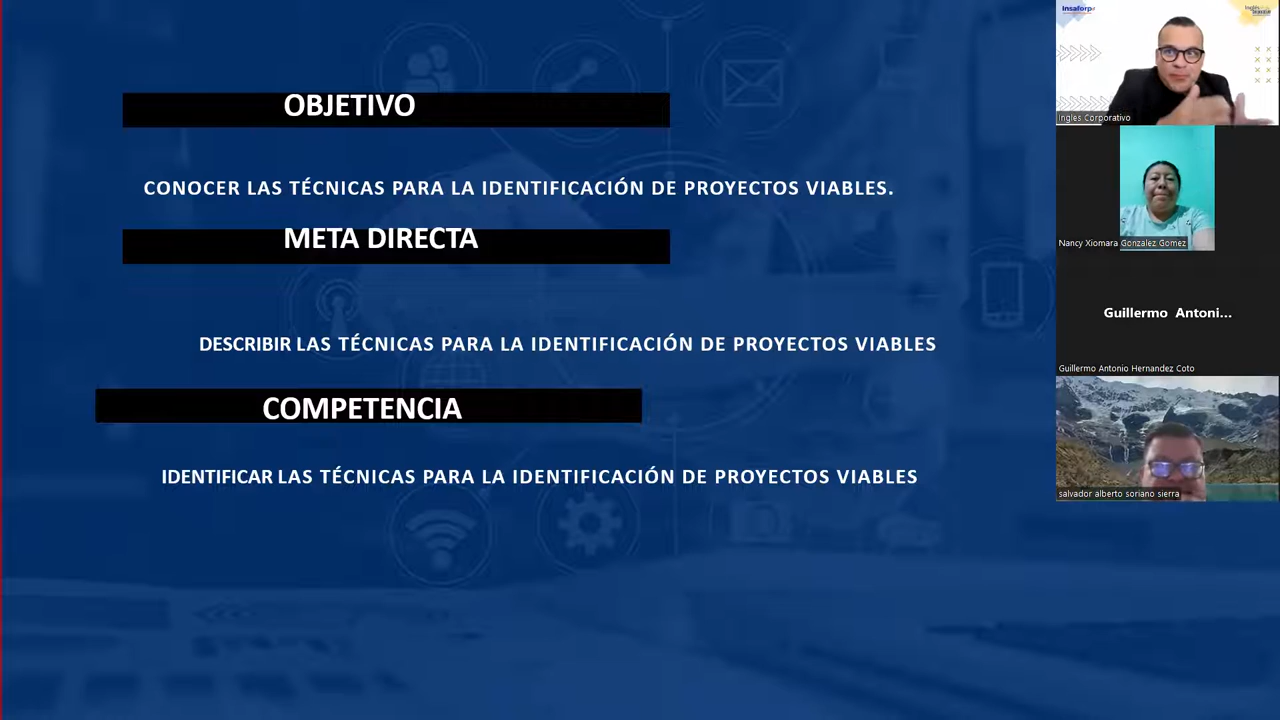 OBJETIVO
CONOCER LAS TÉCNICAS PARA LA IDENTIFICACIÓN DE PROYECTOS VIABLES.
META DIRECTA
DESCRIBIR LAS TÉCNICAS PARA LA IDENTIFICACIÓN DE PROYECTOS VIABLES
COMPETENCIA
IDENTIFICAR LAS TÉCNICAS PARA LA IDENTIFICACIÓN DE PROYECTOS VIABLES
Insaforp
Ingles Corporativo
Nancy Xiomara Gonzalez Gomez
Guillermo Antoni...
Guillermo Antonio Hernandez Coto
salvador alberto soriano sierra